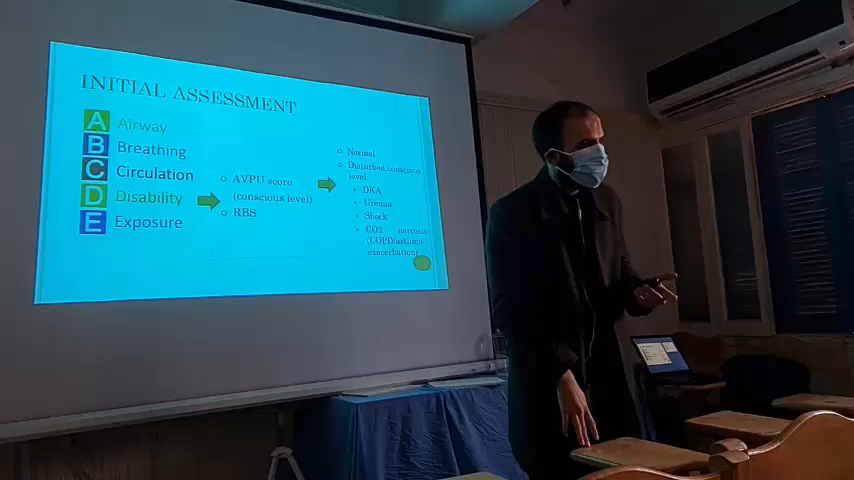 INITIAL ASSESSMENT
A Airway
B Breathing
C Circulation
D Disability
E Exposure
AVPU score
(conscious level)
RBS
Normal
Disturbed conscious
level
DKA
Uremia
Shock
CO2 narcosis
(COPD/asthma
exacerbation)